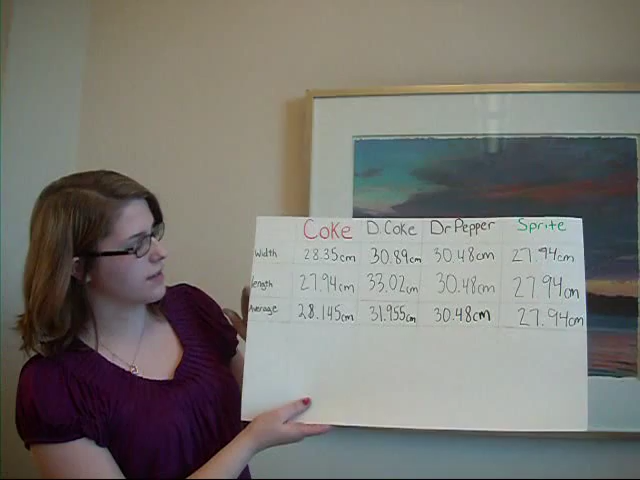 Coke D.Coke Dr Pepper Sprite
Width 28.35cm 30.89cm 30.48cm 27.94cm
length 27.94cm 33.02cm 30.48cm 27.94cm
Average 28.145cm 31.955cm 30.48cm 27.94cm